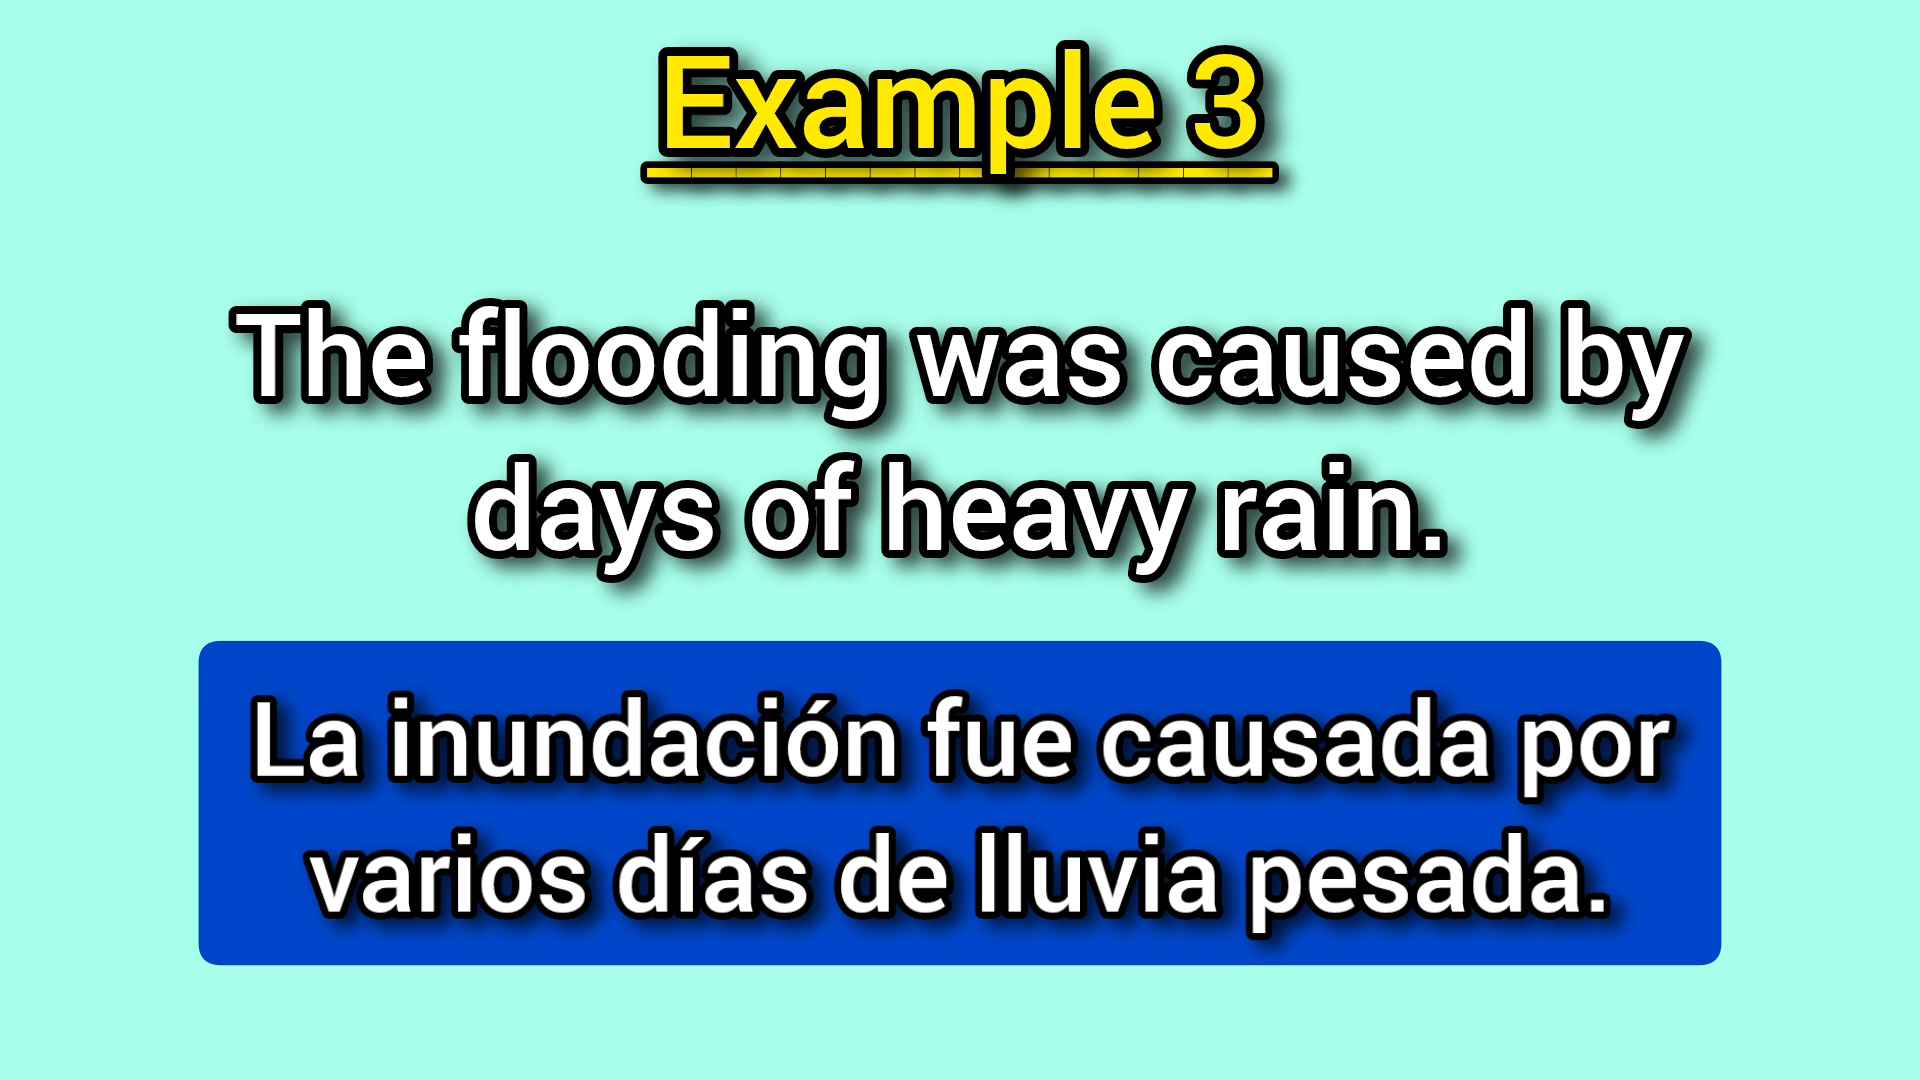 Example 3
The flooding was caused by
days of heavy rain.
La inundación fue causada por
varios días de lluvia pesada.